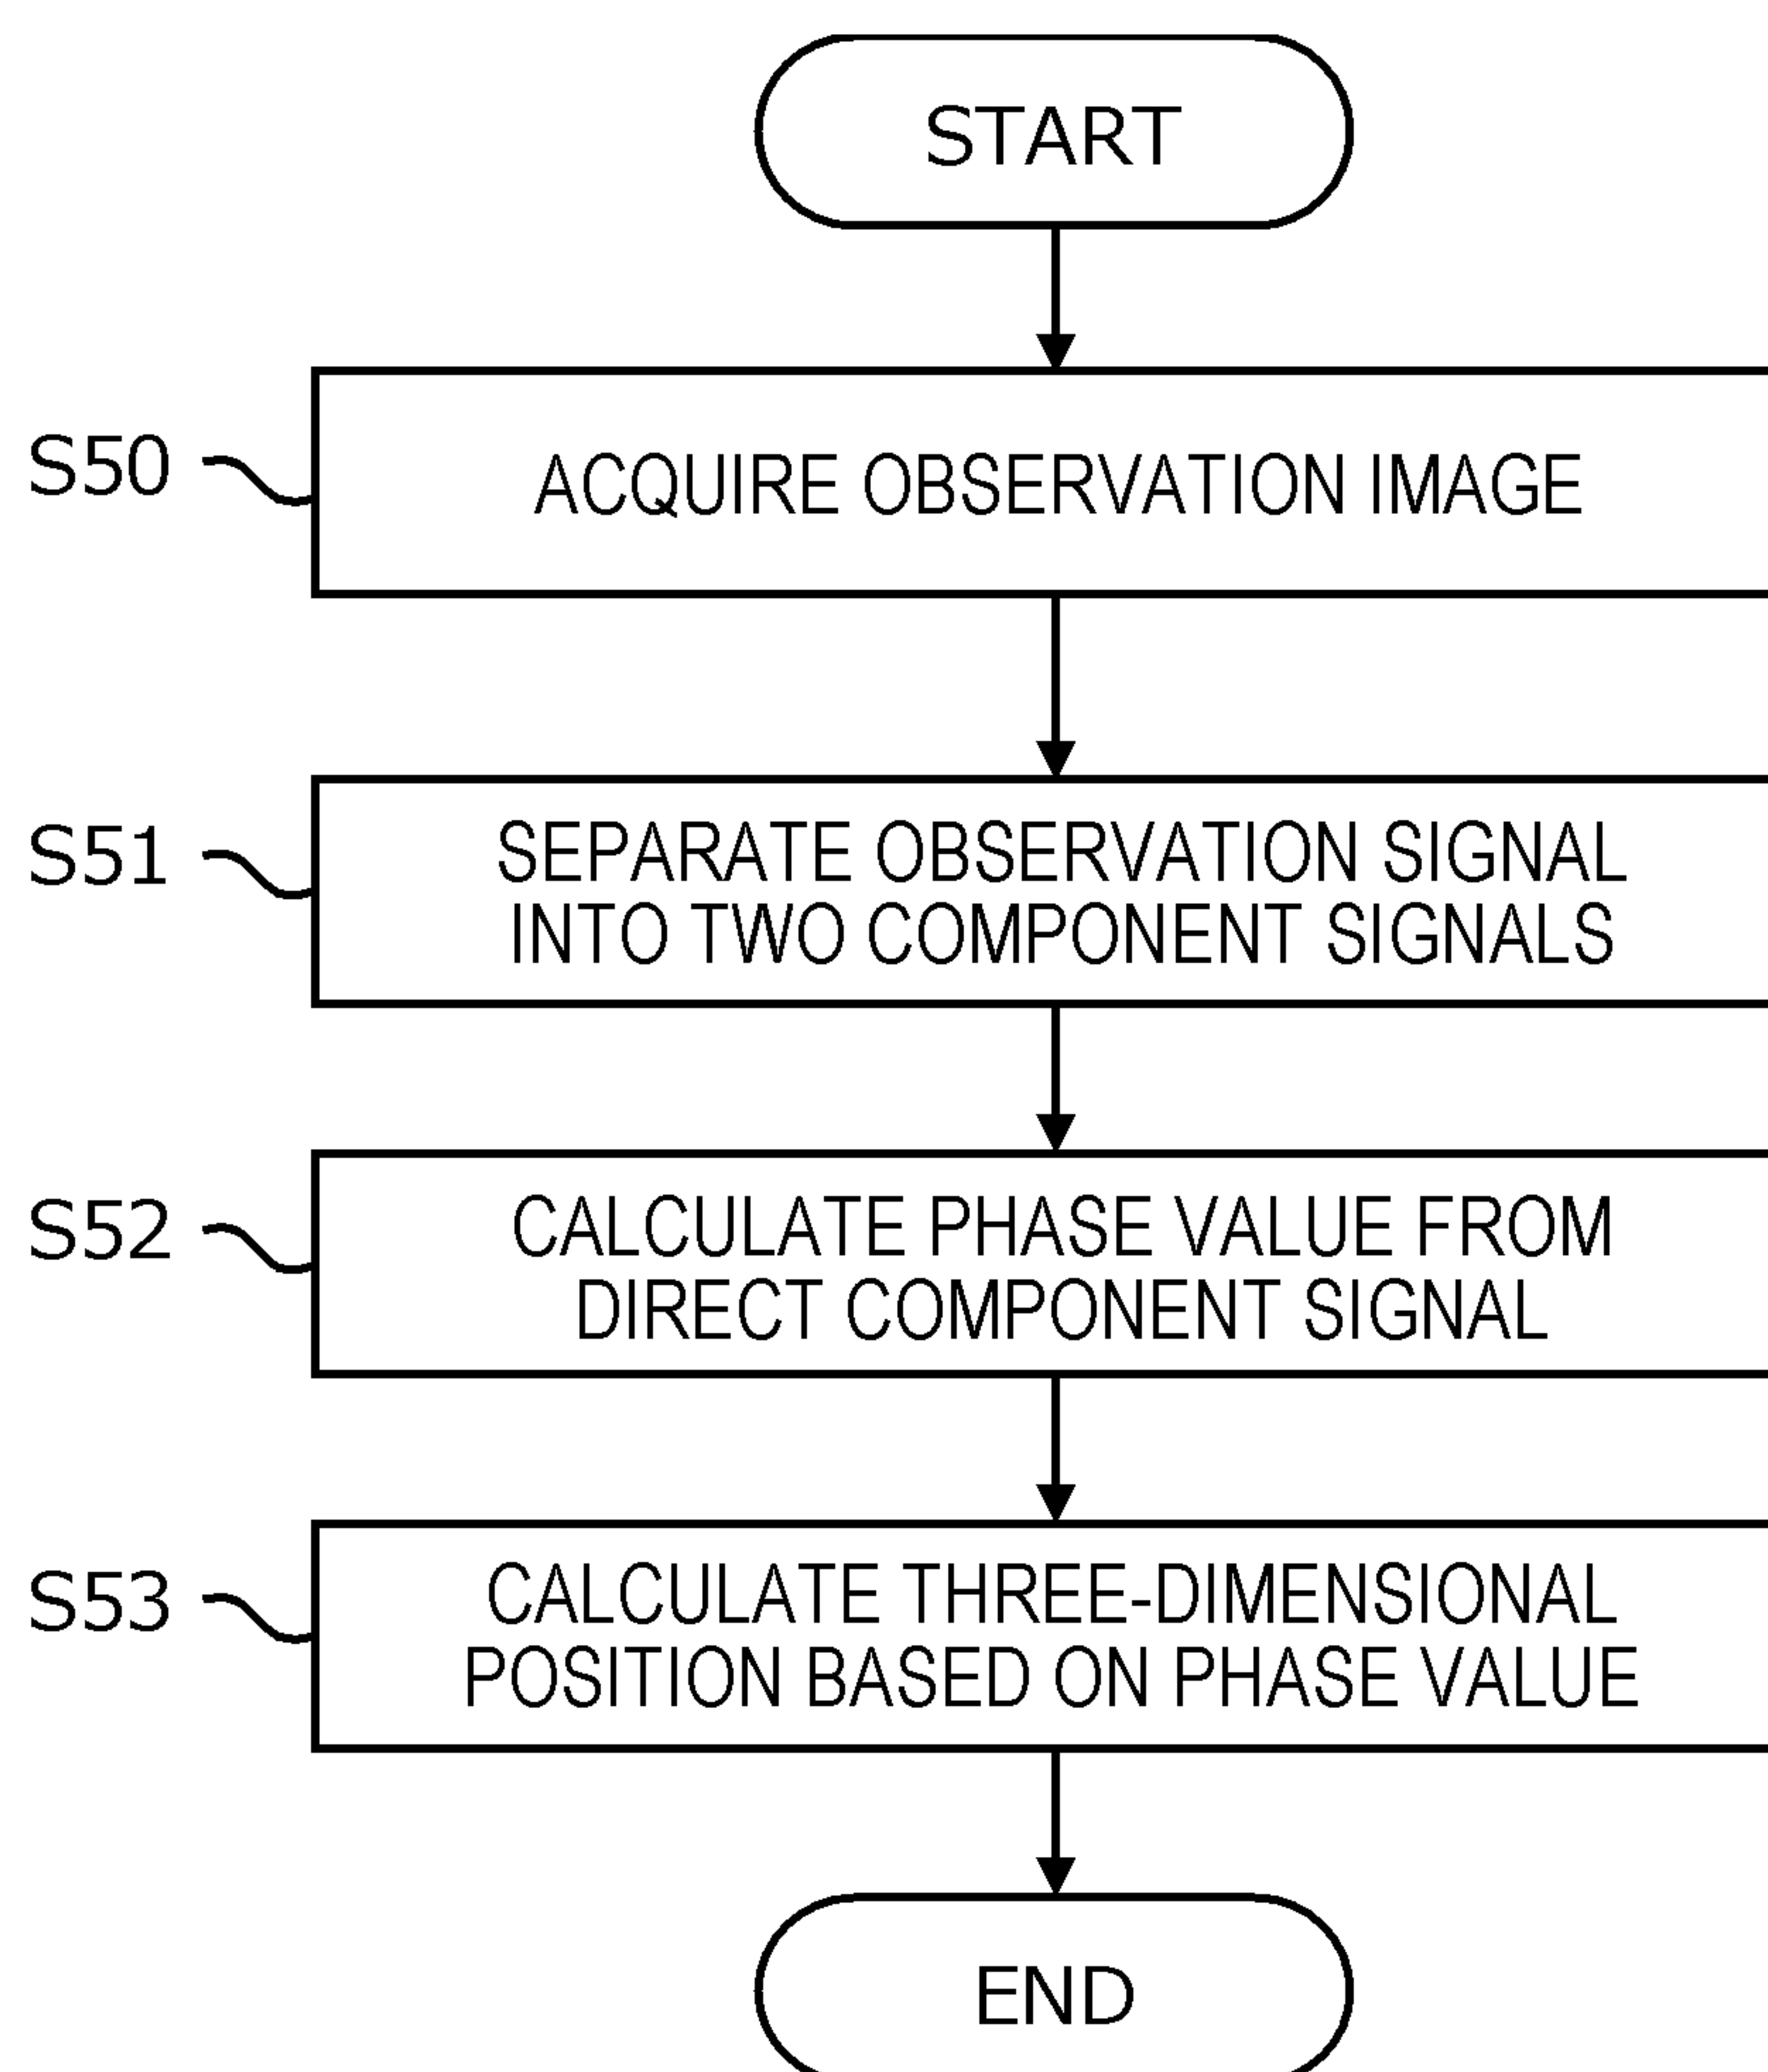 START
S50
ACQUIRE OBSERVATION IMAGE
S51
SEPARATE OBSERVATION SIGNAL
INTO TWO COMPONENT SIGNALS
S52
CALCULATE PHASE VALUE FROM
DIRECT COMPONENT SIGNAL
S53
CALCULATE THREE-DIMENSIONAL
POSITION BASED ON PHASE VALUE
END